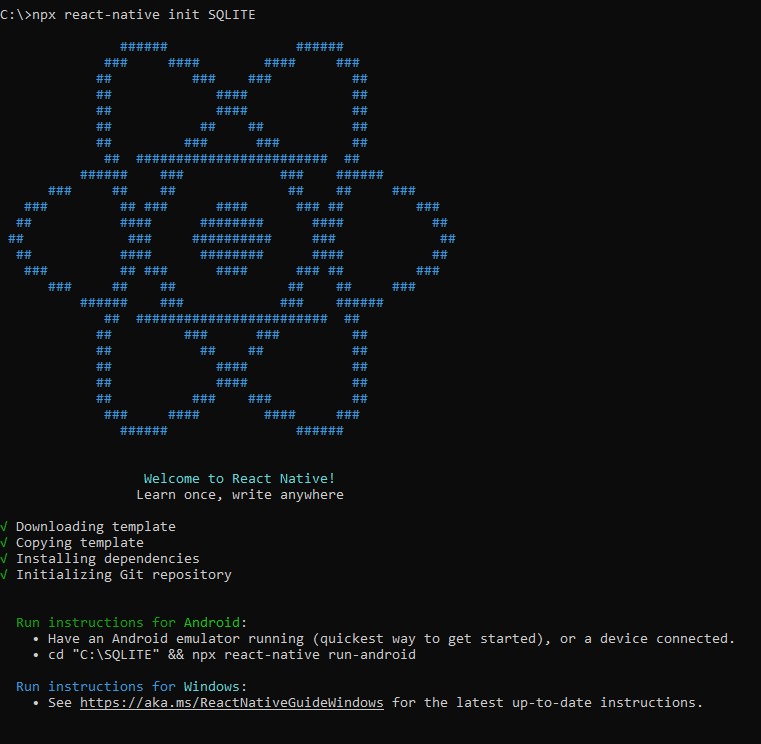 C:\>npx react-native init SQLITE
######                ######
###     ####        ####     ###
##          ###    ###          ##
##             ####             ##
##             ####             ##
##           ##    ##           ##
##         ###      ###         ##
##  ########################  ##
######    ###            ###    ######
###     ##    ##              ##    ##     ###
###         ## ###      ####      ### ##         ###
##           ####      ########      ####           ##
##             ###     ##########     ###             ##
##           ####      ########      ####           ##
###         ## ###      ####      ### ##         ###
###     ##    ##              ##    ##     ###
######    ###            ###    ######
##  ########################  ##
##         ###      ###         ##
##           ##    ##           ##
##             ####             ##
##             ####             ##
##          ###    ###          ##
###     ####        ####     ###
######                ######
Welcome to React Native!
Learn once, write anywhere
√ Downloading template
√ Copying template
√ Installing dependencies
√ Initializing Git repository
Run instructions for Android:
• Have an Android emulator running (quickest way to get started), or a device connected.
• cd "C:\SQLITE" && npx react-native run-android
Run instructions for Windows:
• See https://aka.ms/ReactNativeGuideWindows for the latest up-to-date instructions.